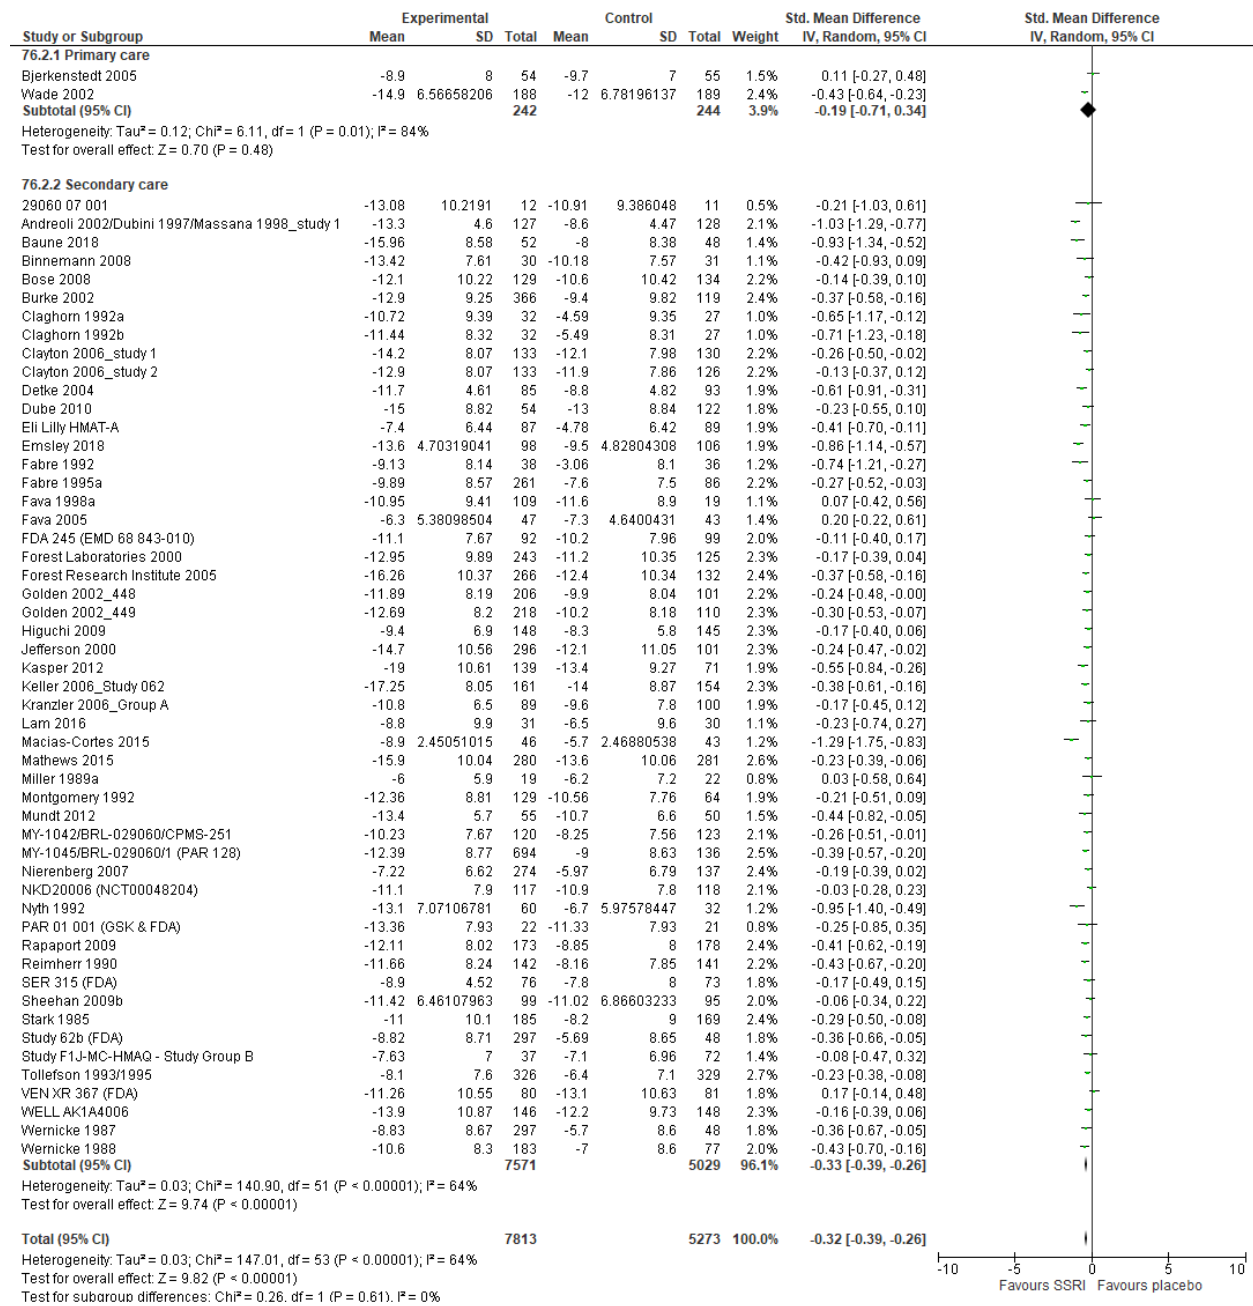 Experimental Control Std. Mean Difference Std. Mean Difference
Study or Subgroup Mean SD Total Mean SD Total Weight IV, Random, 95% CI IV, Random, 95% CI
76.2.1 Primary care
Bjerkenstedt 2005 -8.9 8 54 -9.7 7 55 1.5% 0.11 [-0.27, 0.48]
Wade 2002 -14.9 6.56658206 188 -12 6.78196137 189 2.4% -0.43 [-0.64, -0.23]
Subtotal (95% CI) 242 244 3.9% -0.19 [-0.71, 0.34]
Heterogeneity: Tau² = 0.12; Chi² = 6.11, df = 1 (P = 0.01); I² = 84%
Test for overall effect: Z = 0.70 (P = 0.48)
76.2.2 Secondary care
29060 07 001 -13.08 10.2191 12 -10.91 9.386048 11 0.5% -0.21 [-1.03, 0.61]
Andreoli 2002/Dubini 1997/Massana 1998_study 1 -13.3 4.6 127 -8.6 4.47 128 2.1% -1.03 [-1.29, -0.77]
Baune 2018 -15.96 8.58 52 -8 8.38 48 1.4% -0.93 [-1.34, -0.52]
Binnemann 2008 -13.42 7.61 30 -10.18 7.57 31 1.1% -0.42 [-0.93, 0.09]
Bose 2008 -12.1 10.22 129 -10.6 10.42 134 2.2% -0.14 [-0.39, 0.10]
Burke 2002 -12.9 9.25 366 -9.4 9.82 119 2.4% -0.37 [-0.58, -0.16]
Claghorn 1992a -10.72 9.39 32 -4.59 9.35 27 1.0% -0.65 [-1.17, -0.12]
Claghorn 1992b -11.44 8.32 32 -5.49 8.31 27 1.0% -0.71 [-1.23, -0.18]
Clayton 2006_study 1 -14.2 8.07 133 -12.1 7.98 130 2.2% -0.26 [-0.50, -0.02]
Clayton 2006_study 2 -12.9 8.07 133 -11.9 7.86 126 2.2% -0.13 [-0.37, 0.12]
Detke 2004 -11.7 4.61 85 -8.8 4.82 93 1.9% -0.61 [-0.91, -0.31]
Dube 2010 -15 8.82 54 -13 8.84 122 1.8% -0.23 [-0.55, 0.10]
Eli Lilly HMAT-A -7.4 6.44 87 -4.78 6.42 89 1.9% -0.41 [-0.70, -0.11]
Emsley 2018 -13.6 4.70319041 98 -9.5 4.82804308 106 1.9% -0.86 [-1.14, -0.57]
Fabre 1992 -9.13 8.14 38 -3.06 8.1 36 1.2% -0.74 [-1.21, -0.27]
Fabre 1995a -9.89 8.57 261 -7.6 7.5 86 2.2% -0.27 [-0.52, -0.03]
Fava 1998a -10.95 9.41 109 -11.6 8.9 19 1.1% 0.07 [-0.42, 0.56]
Fava 2005 -6.3 5.38098504 47 -7.3 4.6400431 43 1.4% 0.20 [-0.22, 0.61]
FDA 245 (EMD 68 843-010) -11.1 7.67 92 -10.2 7.96 99 2.0% -0.11 [-0.40, 0.17]
Forest Laboratories 2000 -12.95 9.89 243 -11.2 10.35 125 2.4% -0.17 [-0.39, 0.04]
Forest Research Institute 2005 -16.26 10.37 266 -12.4 10.34 132 2.4% -0.37 [-0.58, -0.16]
Golden 2002_448 -11.89 8.19 206 -9.9 8.04 101 2.2% -0.24 [-0.48, -0.00]
Golden 2002_449 -12.69 8.2 218 -10.2 8.18 110 2.3% -0.30 [-0.53, -0.07]
Higuchi 2009 -9.4 6.9 148 -8.3 5.8 145 2.3% -0.17 [-0.40, 0.06]
Jefferson 2000 -14.7 10.56 296 -12.1 11.05 101 2.3% -0.24 [-0.47, -0.02]
Kasper 2012 -19 10.61 139 -13.4 9.27 71 2.0% -0.55 [-0.84, -0.26]
Keller 2006_Study 062 -17.25 8.05 161 -14 8.87 154 2.3% -0.38 [-0.61, -0.16]
Kranzler 2006_Group A -10.8 6.5 89 -9.6 7.8 100 2.0% -0.17 [-0.45, 0.12]
Lam 2016 -8.8 9.9 31 -6.5 9.6 30 1.1% -0.23 [-0.74, 0.27]
Macias-Cortes 2015 -8.9 2.45051015 46 -5.7 2.46880538 43 1.2% -1.29 [-1.75, -0.83]
Mathews 2015 -15.9 10.04 280 -13.6 10.06 281 2.6% -0.23 [-0.39, -0.06]
Miller 1989a -6 5.9 19 -6.2 7.2 22 0.8% 0.03 [-0.58, 0.64]
Montgomery 1992 -12.36 8.81 129 -10.56 7.76 64 1.9% -0.21 [-0.51, 0.09]
Mundt 2012 -13.4 5.7 55 -10.7 6.6 50 1.5% -0.44 [-0.82, -0.05]
MY-1042/BRL-029060/CPMS-251 -10.23 7.67 120 -8.25 7.56 123 2.1% -0.26 [-0.51, -0.01]
MY-1045/BRL-029060/1 (PAR 128) -12.39 8.77 694 -9 8.63 136 2.5% -0.39 [-0.57, -0.20]
Nierenberg 2007 -7.22 6.62 274 -5.97 6.79 137 2.4% -0.19 [-0.39, 0.02]
NKD20006 (NCT00048204) -11.1 7.9 117 -10.9 7.8 118 2.1% -0.03 [-0.28, 0.23]
Nyth 1992 -13.1 7.07106781 60 -6.7 5.97578447 32 1.2% -0.95 [-1.40, -0.49]
PAR 01 001 (GSK & FDA) -13.36 7.93 22 -11.33 7.93 21 0.8% -0.25 [-0.85, 0.35]
Rapaport 2009 -12.11 8.02 173 -8.85 8 178 2.4% -0.41 [-0.62, -0.19]
Reimherr 1990 -11.66 8.24 142 -8.16 7.85 141 2.2% -0.43 [-0.67, -0.20]
SER 315 (FDA) -8.9 4.52 76 -7.8 8 73 1.8% -0.17 [-0.49, 0.15]
Sheehan 2009b -11.42 6.46107963 99 -11.02 6.86603233 95 2.0% -0.06 [-0.34, 0.22]
Stark 1985 -11 10.1 185 -8.2 9 169 2.4% -0.29 [-0.50, -0.08]
Study 62b (FDA) -8.82 8.71 297 -5.69 8.65 48 1.9% -0.36 [-0.66, -0.05]
Study F1J-MC-HMAQ - Study Group B -7.63 7 37 -7.1 6.96 72 1.4% -0.08 [-0.47, 0.32]
Tollefson 1993/1995 -8.1 7.6 326 -6.4 7.1 329 2.7% -0.23 [-0.38, -0.08]
VEN XR 367 (FDA) -11.26 10.55 80 -13.1 10.63 81 1.9% 0.17 [-0.14, 0.48]
WELL AK1A4006 -13.9 10.87 146 -12.2 9.73 148 2.3% -0.16 [-0.39, 0.06]
Wernicke 1987 -8.83 8.67 297 -5.7 8.6 48 1.9% -0.36 [-0.67, -0.05]
Wernicke 1988 -10.6 8.3 183 -7 8.6 77 2.0% -0.43 [-0.70, -0.16]
Subtotal (95% CI) 7571 5029 96.1% -0.33 [-0.39, -0.26]
Heterogeneity: Tau² = 0.03; Chi² = 140.90, df = 51 (P < 0.00001); I² = 64%
Test for overall effect: Z = 9.74 (P < 0.00001)
Total (95% CI) 7813 5273 100.0% -0.32 [-0.39, -0.26]
Heterogeneity: Tau² = 0.03; Chi² = 147.01, df = 53 (P < 0.00001); I² = 64%
Test for overall effect: Z = 9.82 (P < 0.00001)
Test for subgroup differences: Chi² = 0.26, df = 1 (P = 0.61), I² = 0%
-10 -5 0 5 10
Favours SSRI Favours placebo